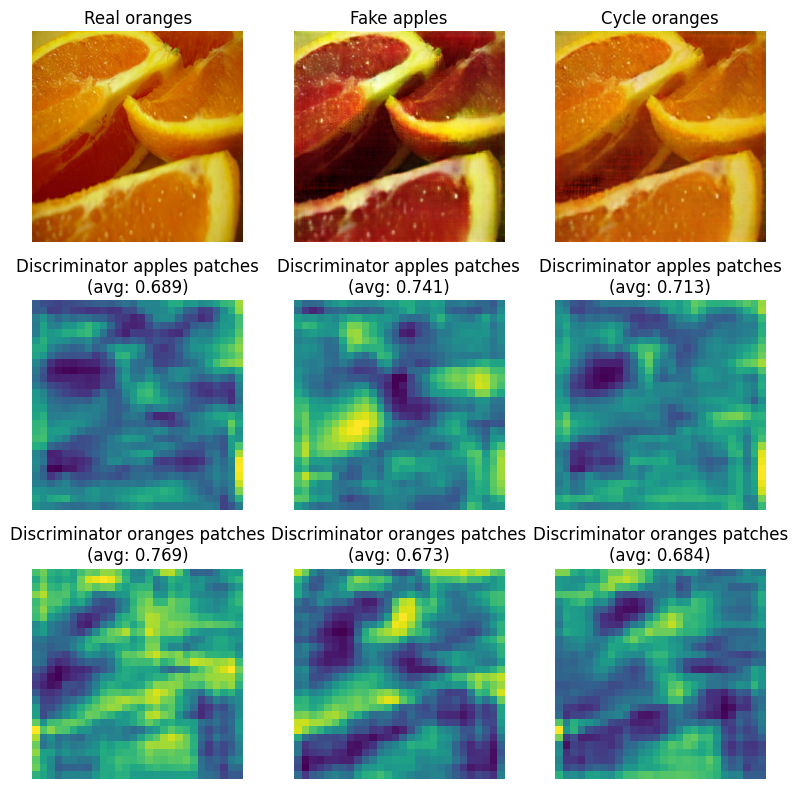 Real oranges
Fake apples
Cycle oranges
Discriminator apples patches
(avg: 0.689)
Discriminator apples patches
(avg: 0.741)
Discriminator apples patches
(avg: 0.713)
Discriminator oranges patches
(avg: 0.769)
Discriminator oranges patches
(avg: 0.673)
Discriminator oranges patches
(avg: 0.684)